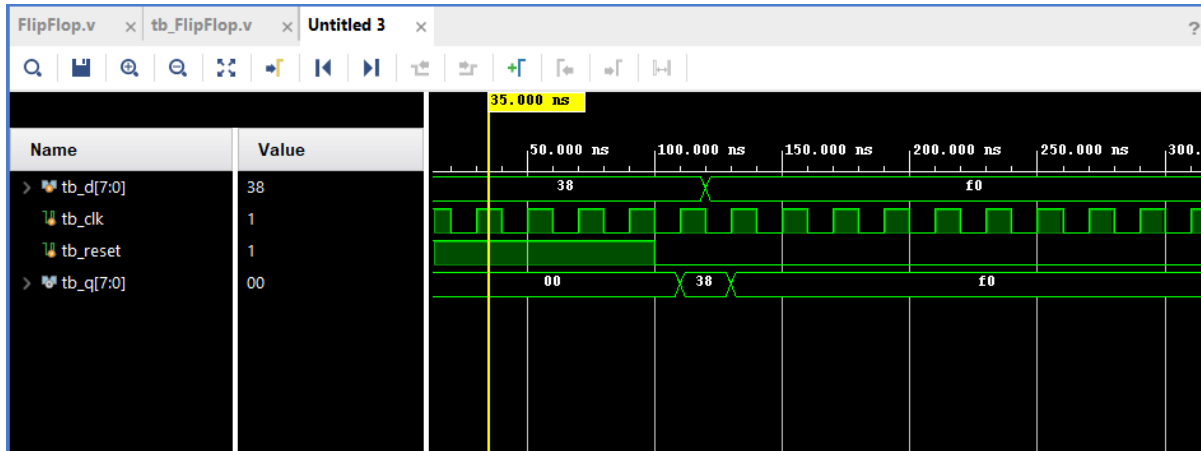 FlipFlop.v × tb_FlipFlop.v × Untitled 3 × ?
35.000 ns
Name Value
50.000 ns 100.000 ns 150.000 ns 200.000 ns 250.000 ns 300.
tb_d[7:0] 38 38 f0
tb_clk 1
tb_reset 1
tb_q[7:0] 00 00 38 f0